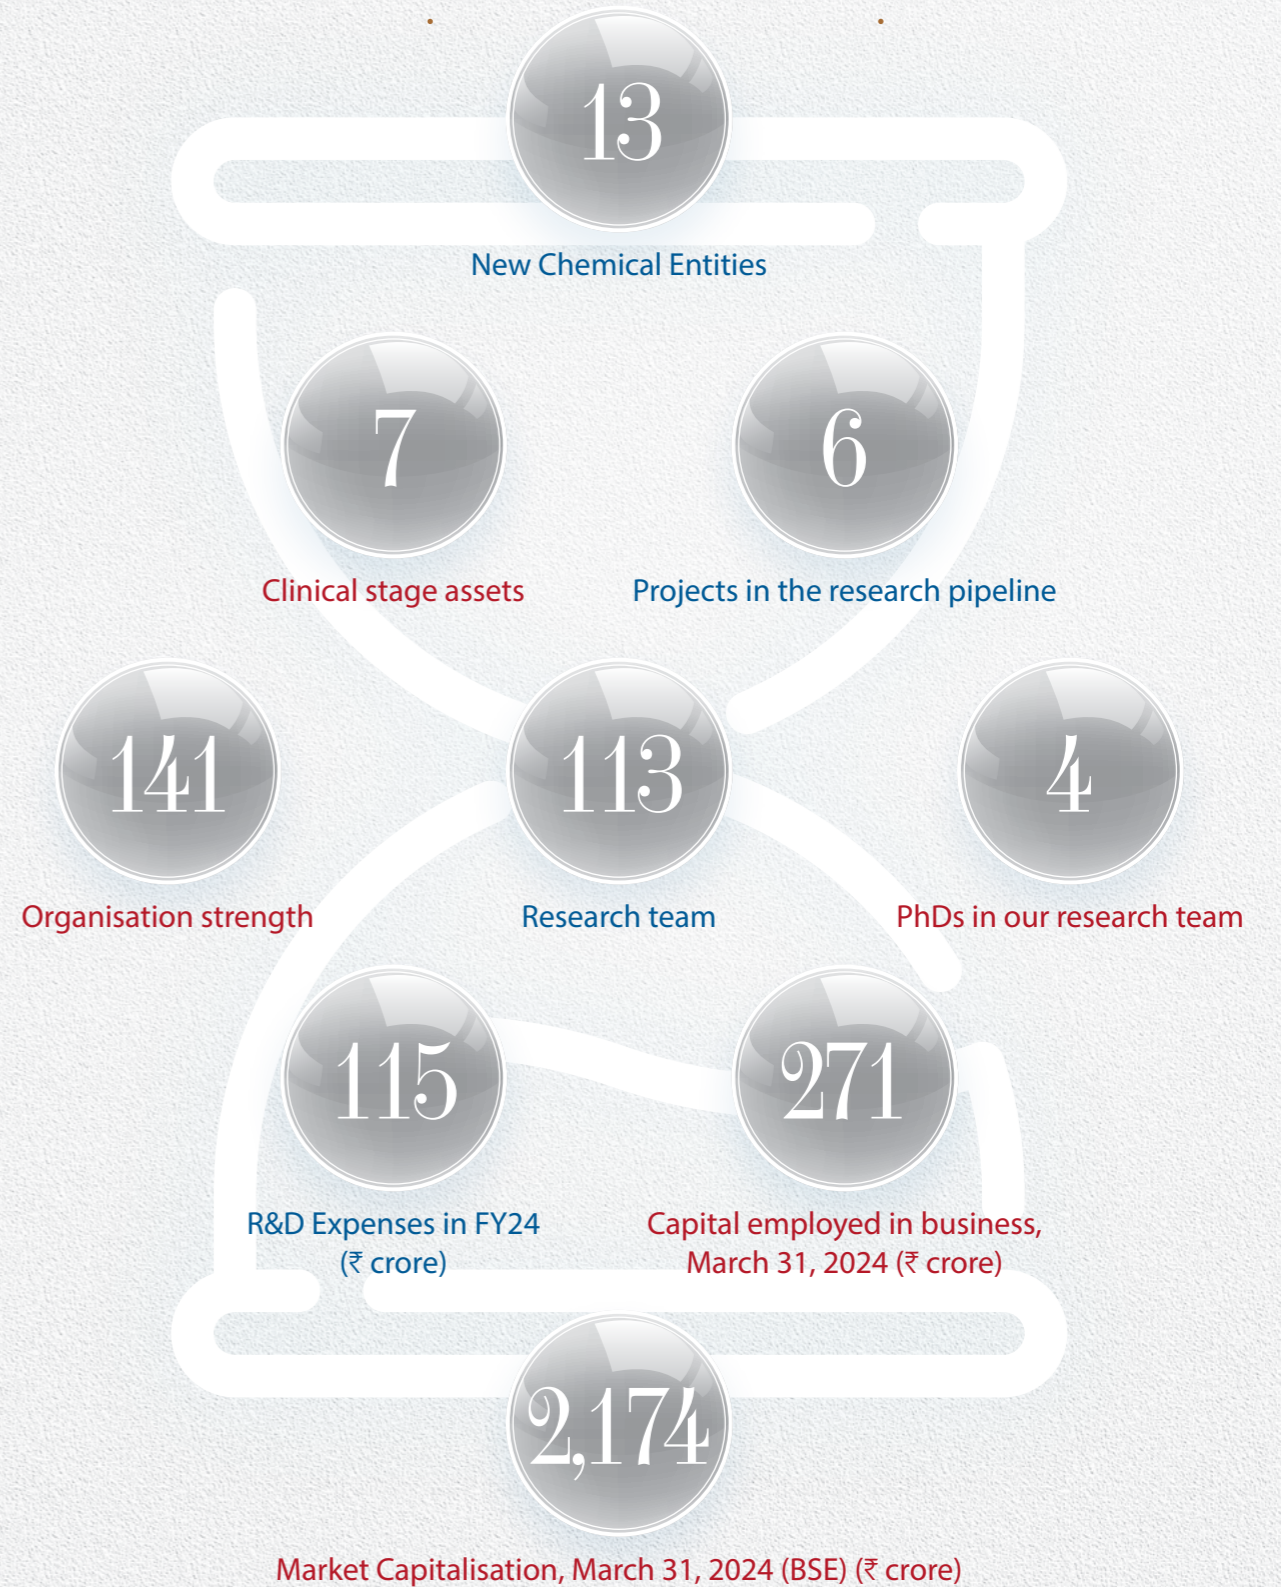 13
New Chemical Entities
7
Clinical stage assets
6
Projects in the research pipeline
141
Organisation strength
113
Research team
4
PhDs in our research team
115
R&D Expenses in FY24
(₹ crore)
271
Capital employed in business,
March 31, 2024 (₹ crore)
2,174
Market Capitalisation, March 31, 2024 (BSE) (₹ crore)